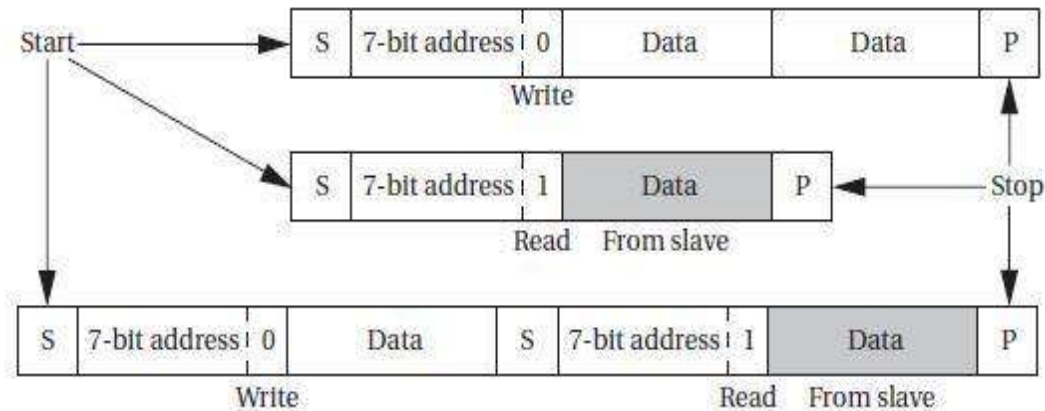 Start S 7-bit address 0 Data Data P
Write
S 7-bit address 1 Data P Stop
Read From slave
S 7-bit address 0 Data S 7-bit address 1 Data P
Write Read From slave